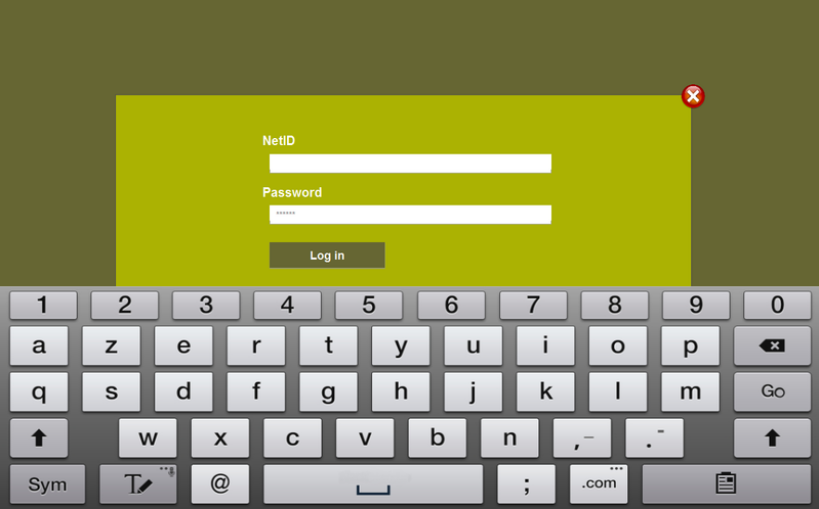 NetID
Password
******
Log in
1 2 3 4 5 6 7 8 9 0
a z e r t y u i o p
q s d f g h j k l m Go
w x c v b n ,– .-
Sym T @ ; .com